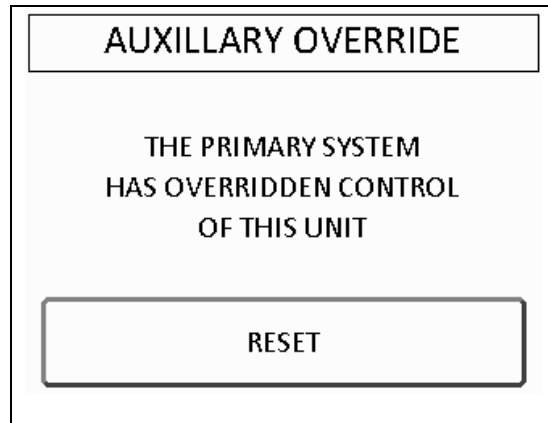 AUXILLARY OVERRIDE
THE PRIMARY SYSTEM
HAS OVERRIDDEN CONTROL
OF THIS UNIT
RESET